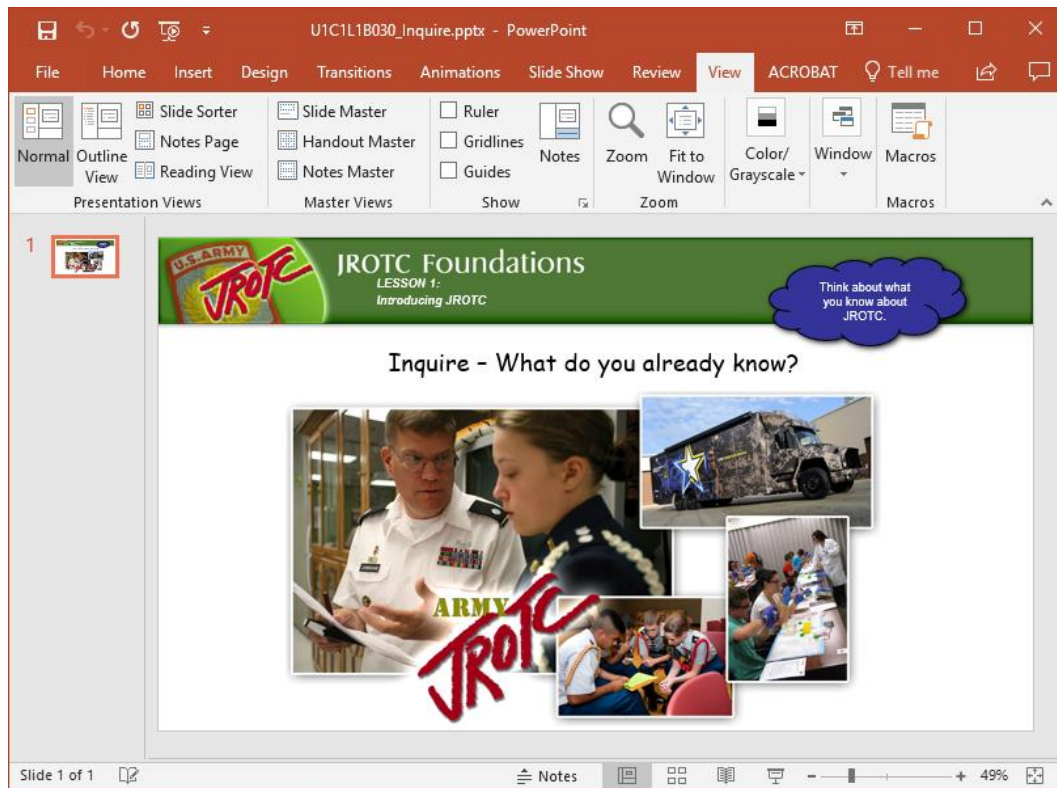 U1C1L1B030_Inquire.pptx - PowerPoint
File Home Insert Design Transitions Animations Slide Show Review View ACROBAT Tell me
Normal
Outline
View
Slide Sorter
Notes Page
Reading View
Presentation Views
Slide Master
Handout Master
Notes Master
Master Views
Ruler
Gridlines
Guides
Notes
Show
Zoom
Fit to
Window
Zoom
Color/
Grayscale
Window
Macros
Macros
1
U.S. ARMY
JROTC
JROTC Foundations
LESSON 1:
Introducing JROTC
Think about what
you know about
JROTC.
Inquire – What do you already know?
ARMY
JROTC
Slide 1 of 1
Notes
49%